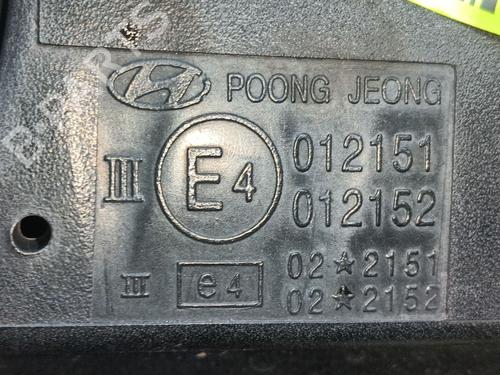 POONG JEONG
III E4 012151
012152
III e4 02★2151
02★2152